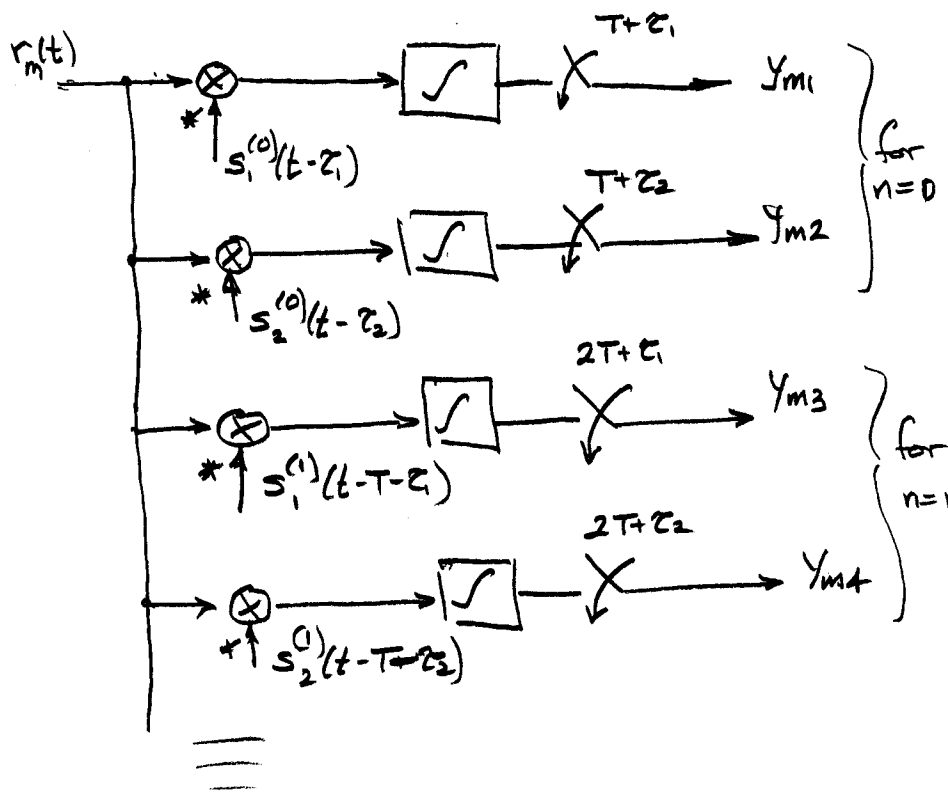 r_m(t)
T+τ₁
y_m1
* s₁^(0)(t-τ₁)
for
n=0
T+τ₂
y_m2
* s₂^(0)(t-τ₂)
2T+τ₁
y_m3
* s₁^(1)(t-T-τ₁)
for
n=1
2T+τ₂
y_m4
* s₂^(1)(t-T-τ₂)